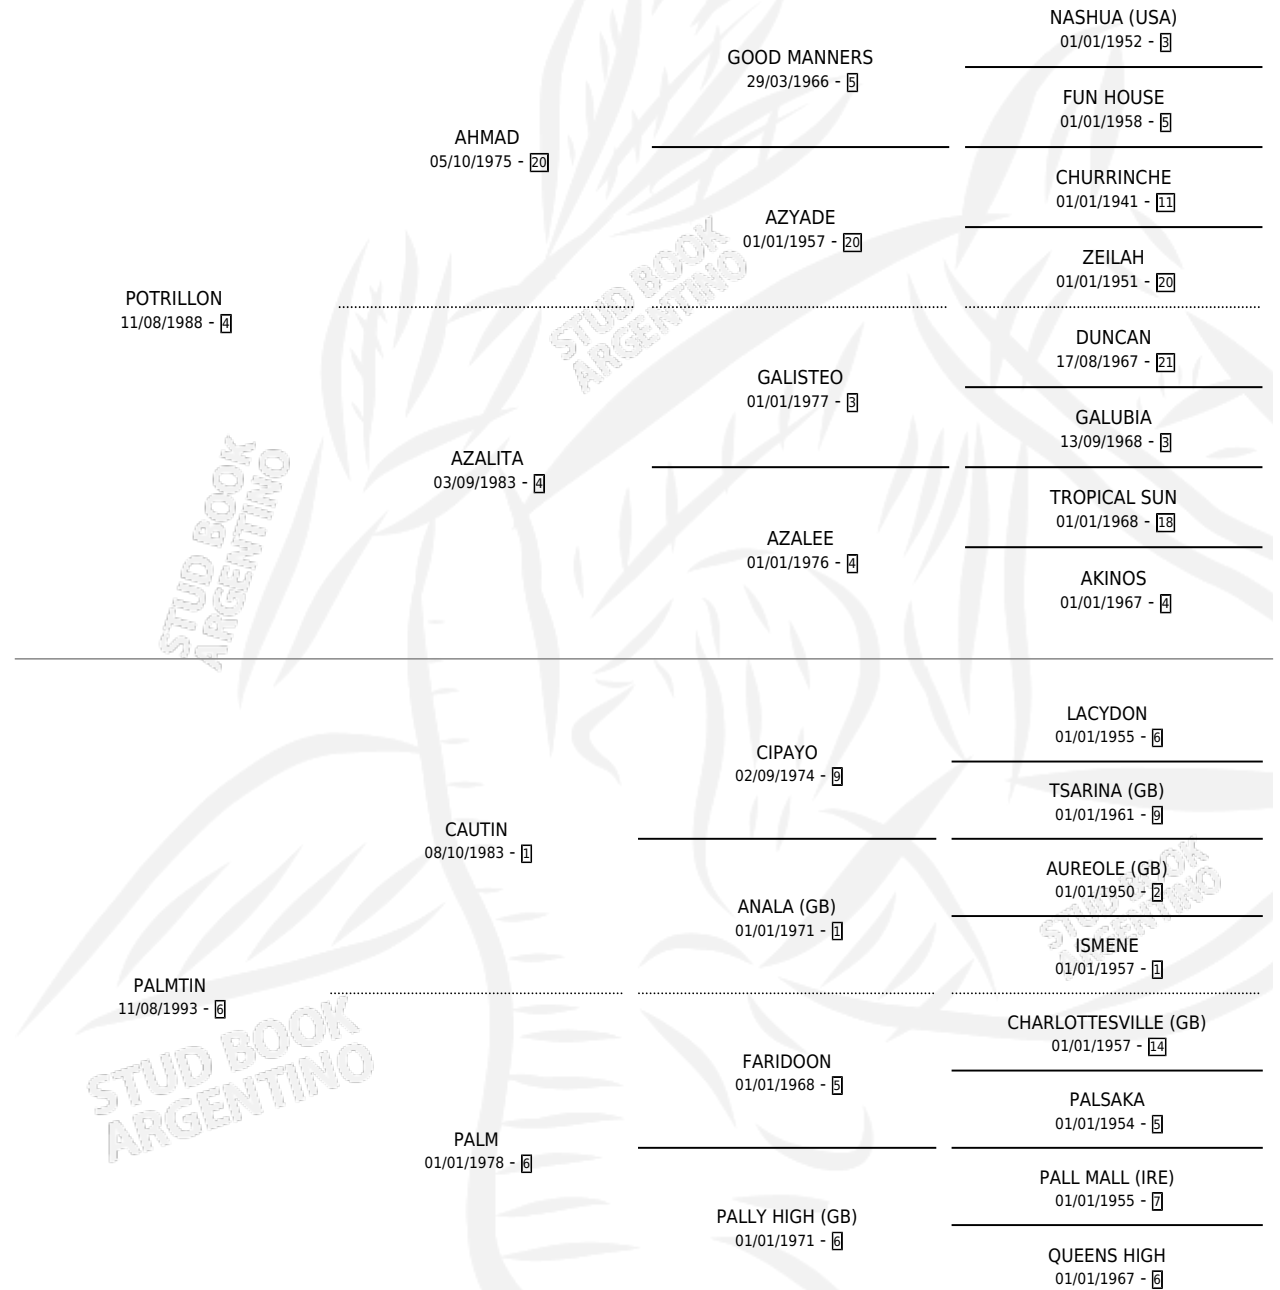 NASHUA (USA)
01/01/1952 - 3
GOOD MANNERS
29/03/1966 - 5
FUN HOUSE
01/01/1958 - 5
AHMAD
05/10/1975 - 20
CHURRINCHE
01/01/1941 - 11
AZYADE
01/01/1957 - 20
ZEILAH
01/01/1951 - 20
POTRILLON
11/08/1988 - 4
DUNCAN
17/08/1967 - 21
GALISTEO
01/01/1977 - 3
GALUBIA
13/09/1968 - 3
AZALITA
03/09/1983 - 4
TROPICAL SUN
01/01/1968 - 18
AZALEE
01/01/1976 - 4
AKINOS
01/01/1967 - 4
STUD BOOK
ARGENTINO
STUD BOOK
ARGENTINO
LACYDON
01/01/1955 - 6
CIPAYO
02/09/1974 - 9
TSARINA (GB)
01/01/1961 - 9
CAUTIN
08/10/1983 - 1
AUREOLE (GB)
01/01/1950 - 2
ANALA (GB)
01/01/1971 - 1
ISMENE
01/01/1957 - 1
PALMTIN
11/08/1993 - 6
CHARLOTTESVILLE (GB)
01/01/1957 - 14
FARIDOON
01/01/1968 - 5
PALSAKA
01/01/1954 - 5
PALM
01/01/1978 - 6
PALL MALL (IRE)
01/01/1955 - 7
PALLY HIGH (GB)
01/01/1971 - 6
QUEENS HIGH
01/01/1967 - 6
STUD BOOK
ARGENTINO
STUD BOOK
ARGENTINO